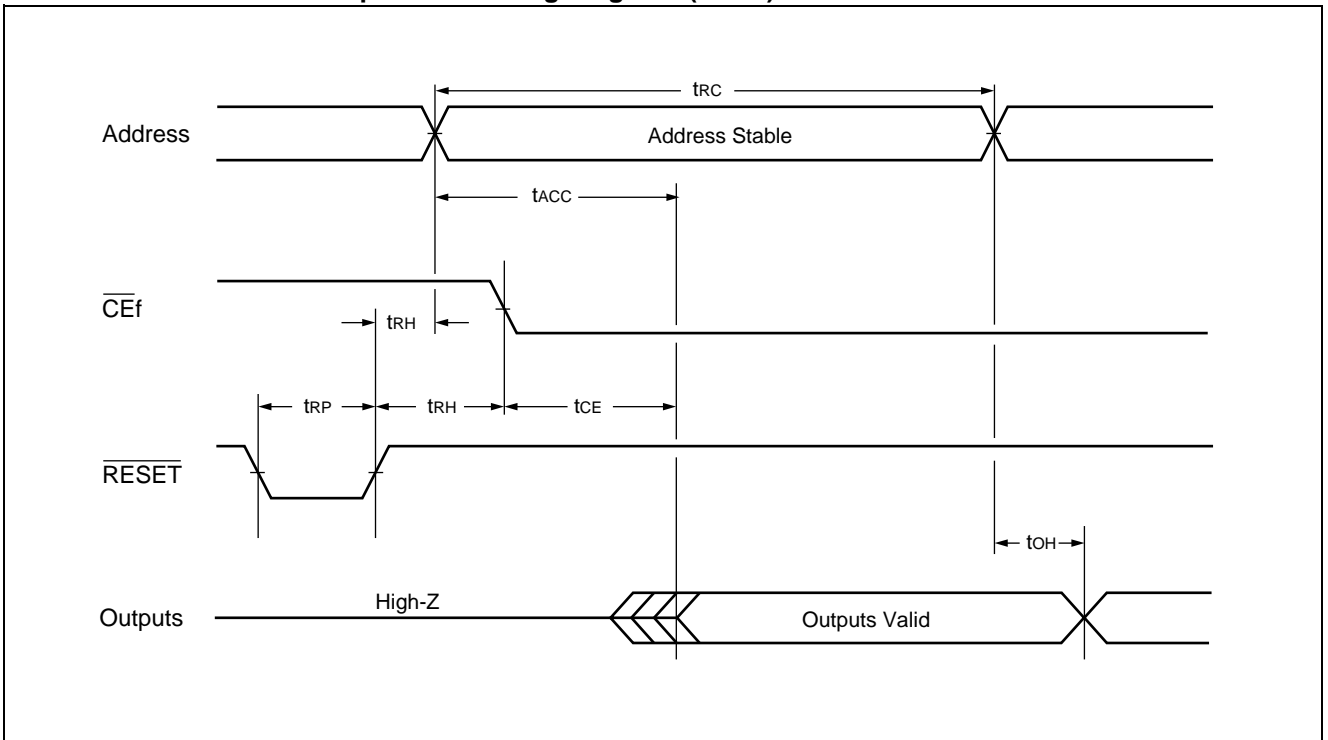 tRC
Address
Address Stable
tACC
CEf
tRH
tRP
tRH
tCE
RESET
tOH
High-Z
Outputs
Outputs Valid